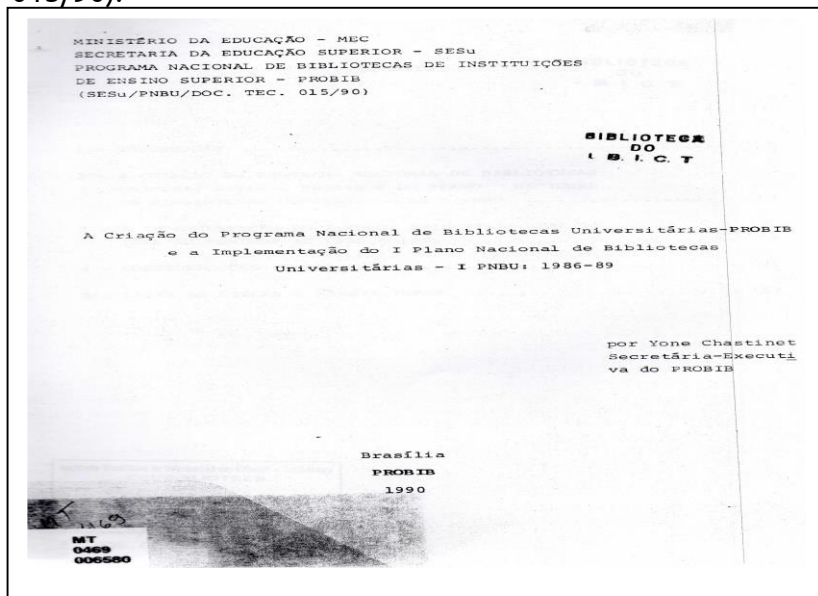 015/90).
MINISTÉRIO DA EDUCAÇÃO - MEC
SECRETARIA DA EDUCAÇÃO SUPERIOR - SESu
PROGRAMA NACIONAL DE BIBLIOTECAS DE INSTITUIÇÕES
DE ENSINO SUPERIOR - PROBIB
(SESu/PNBU/DOC. TEC. 015/90)
BIBLIOTECA
DO
I. B. I. C. T
A Criação do Programa Nacional de Bibliotecas Universitárias-PROBIB
e a Implementação do I Plano Nacional de Bibliotecas
Universitárias - I PNBU: 1986-89
por Yone Chastinet
Secretária-Executi
va do PROBIB
Brasília
PROBIB
1990
MT
0469
006580